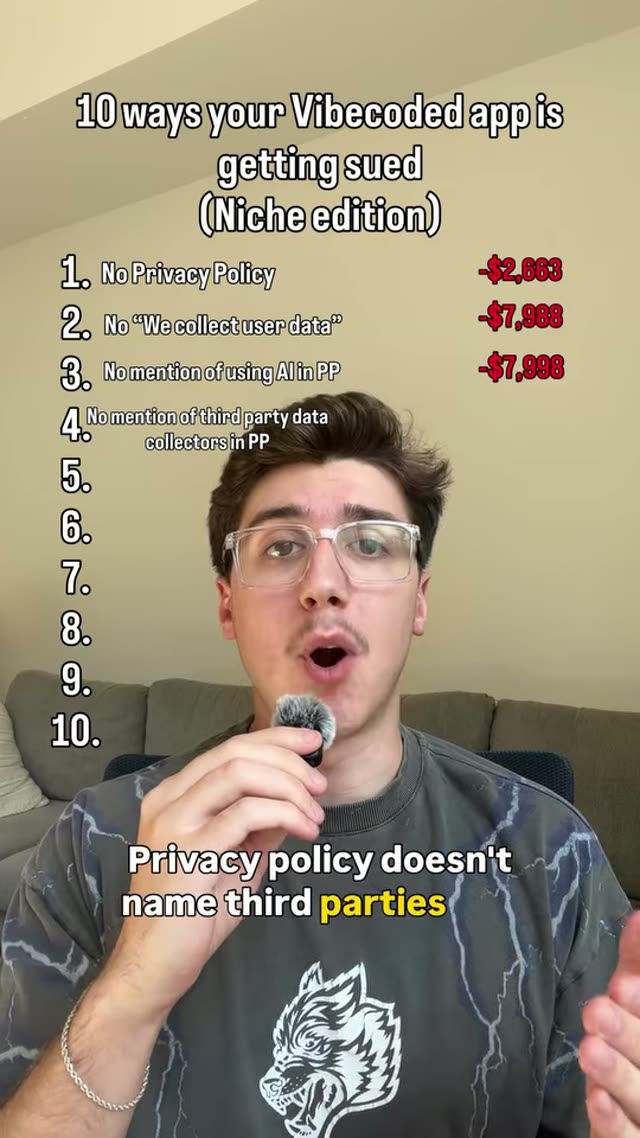 10 ways your Vibecoded app is
getting sued
(Niche edition)
1. No Privacy Policy -$2,663
2. No “We collect user data” -$7,988
3. No mention of using AI in PP -$7,998
4. No mention of third party data
collectors in PP
5.
6.
7.
8.
9.
10.
Privacy policy doesn't
name third parties